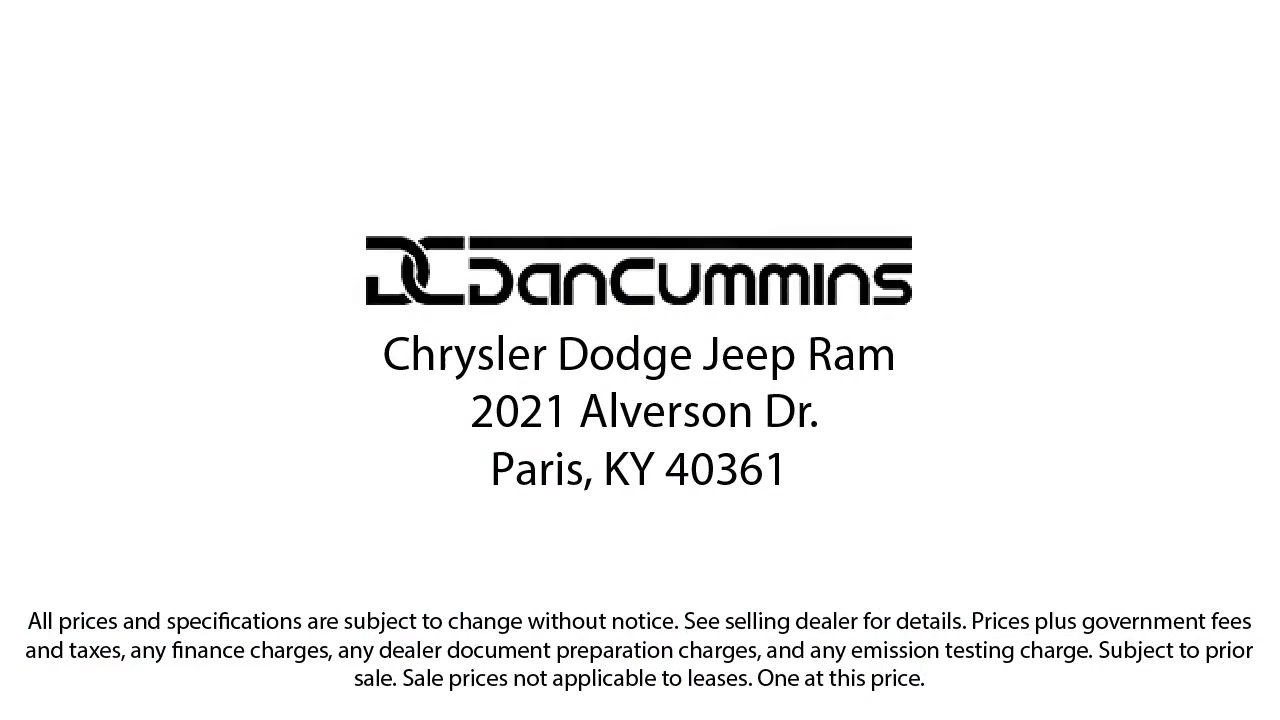 DC DanCummins
Chrysler Dodge Jeep Ram
2021 Alverson Dr.
Paris, KY 40361
All prices and specifications are subject to change without notice. See selling dealer for details. Prices plus government fees
and taxes, any finance charges, any dealer document preparation charges, and any emission testing charge. Subject to prior
sale. Sale prices not applicable to leases. One at this price.